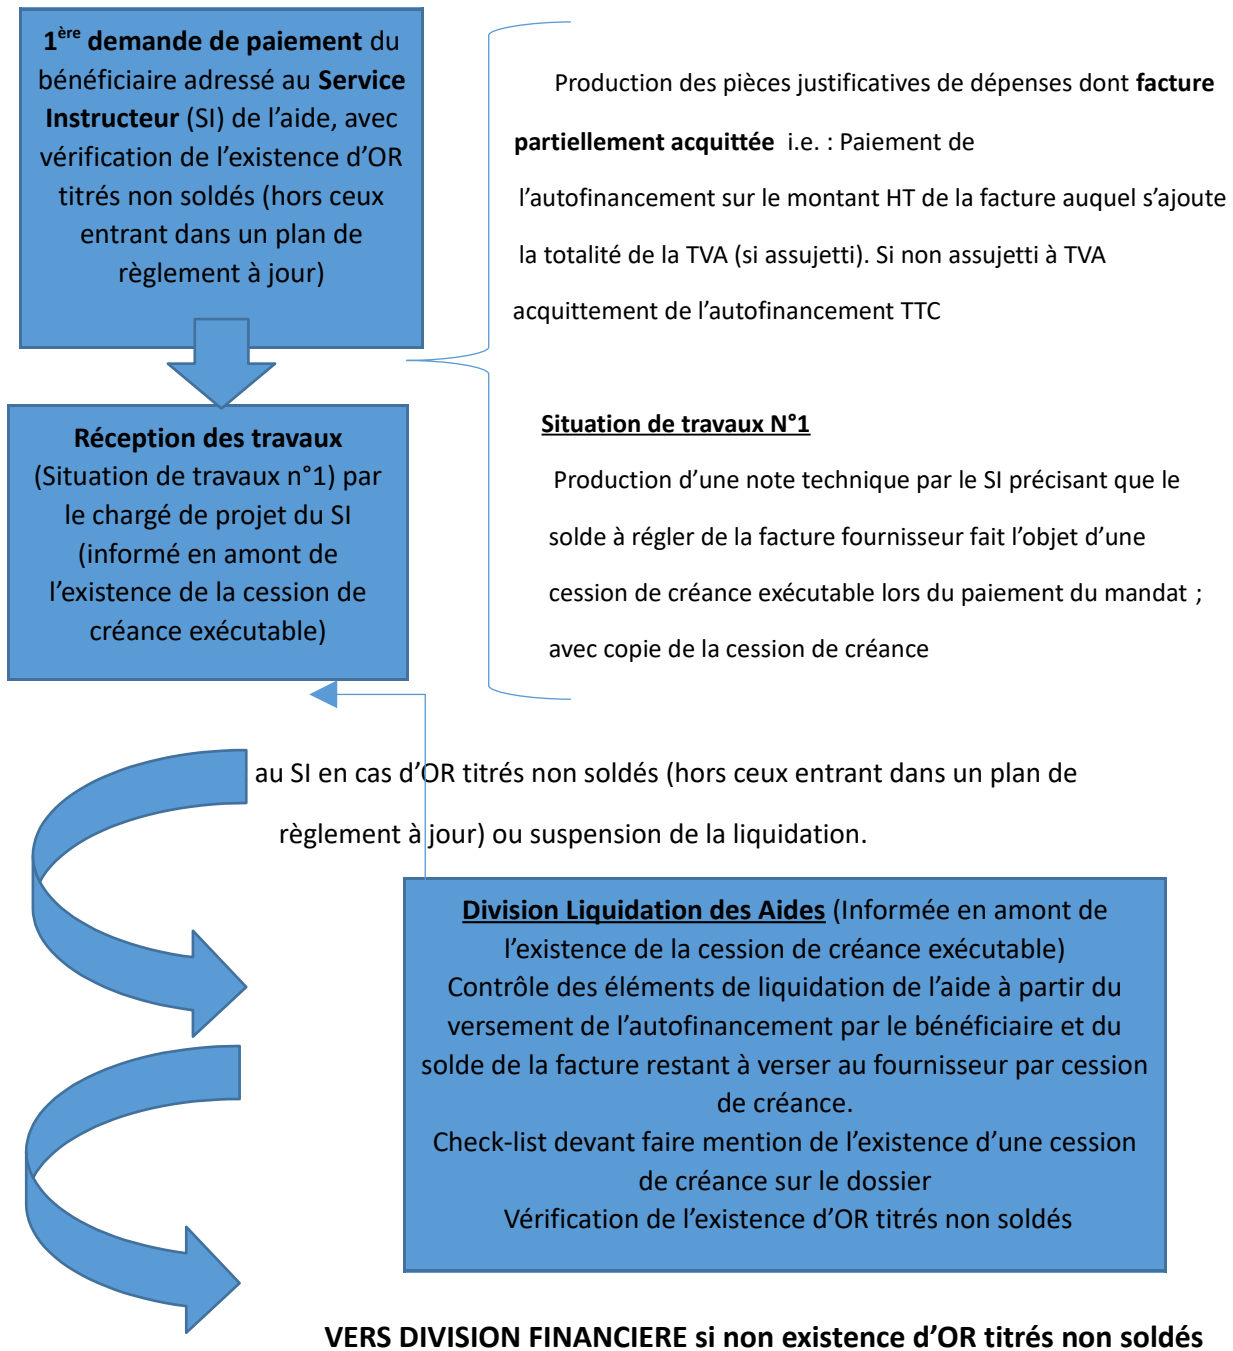 1ère demande de paiement du
bénéficiaire adressé au Service
Instructeur (SI) de l’aide, avec
vérification de l’existence d’OR
titrés non soldés (hors ceux
entrant dans un plan de
règlement à jour)
Production des pièces justificatives de dépenses dont facture
partiellement acquittée i.e. : Paiement de
l’autofinancement sur le montant HT de la facture auquel s’ajoute
la totalité de la TVA (si assujetti). Si non assujetti à TVA
acquittement de l’autofinancement TTC
Réception des travaux
(Situation de travaux n°1) par
le chargé de projet du SI
(informé en amont de
l’existence de la cession de
créance exécutable)
Situation de travaux N°1
Production d’une note technique par le SI précisant que le
solde à régler de la facture fournisseur fait l’objet d’une
cession de créance exécutable lors du paiement du mandat ;
avec copie de la cession de créance
au SI en cas d’OR titrés non soldés (hors ceux entrant dans un plan de
règlement à jour) ou suspension de la liquidation.
Division Liquidation des Aides (Informée en amont de
l’existence de la cession de créance exécutable)
Contrôle des éléments de liquidation de l’aide à partir du
versement de l’autofinancement par le bénéficiaire et du
solde de la facture restant à verser au fournisseur par cession
de créance.
Check-list devant faire mention de l’existence d’une cession
de créance sur le dossier
Vérification de l’existence d’OR titrés non soldés
VERS DIVISION FINANCIERE si non existence d’OR titrés non soldés